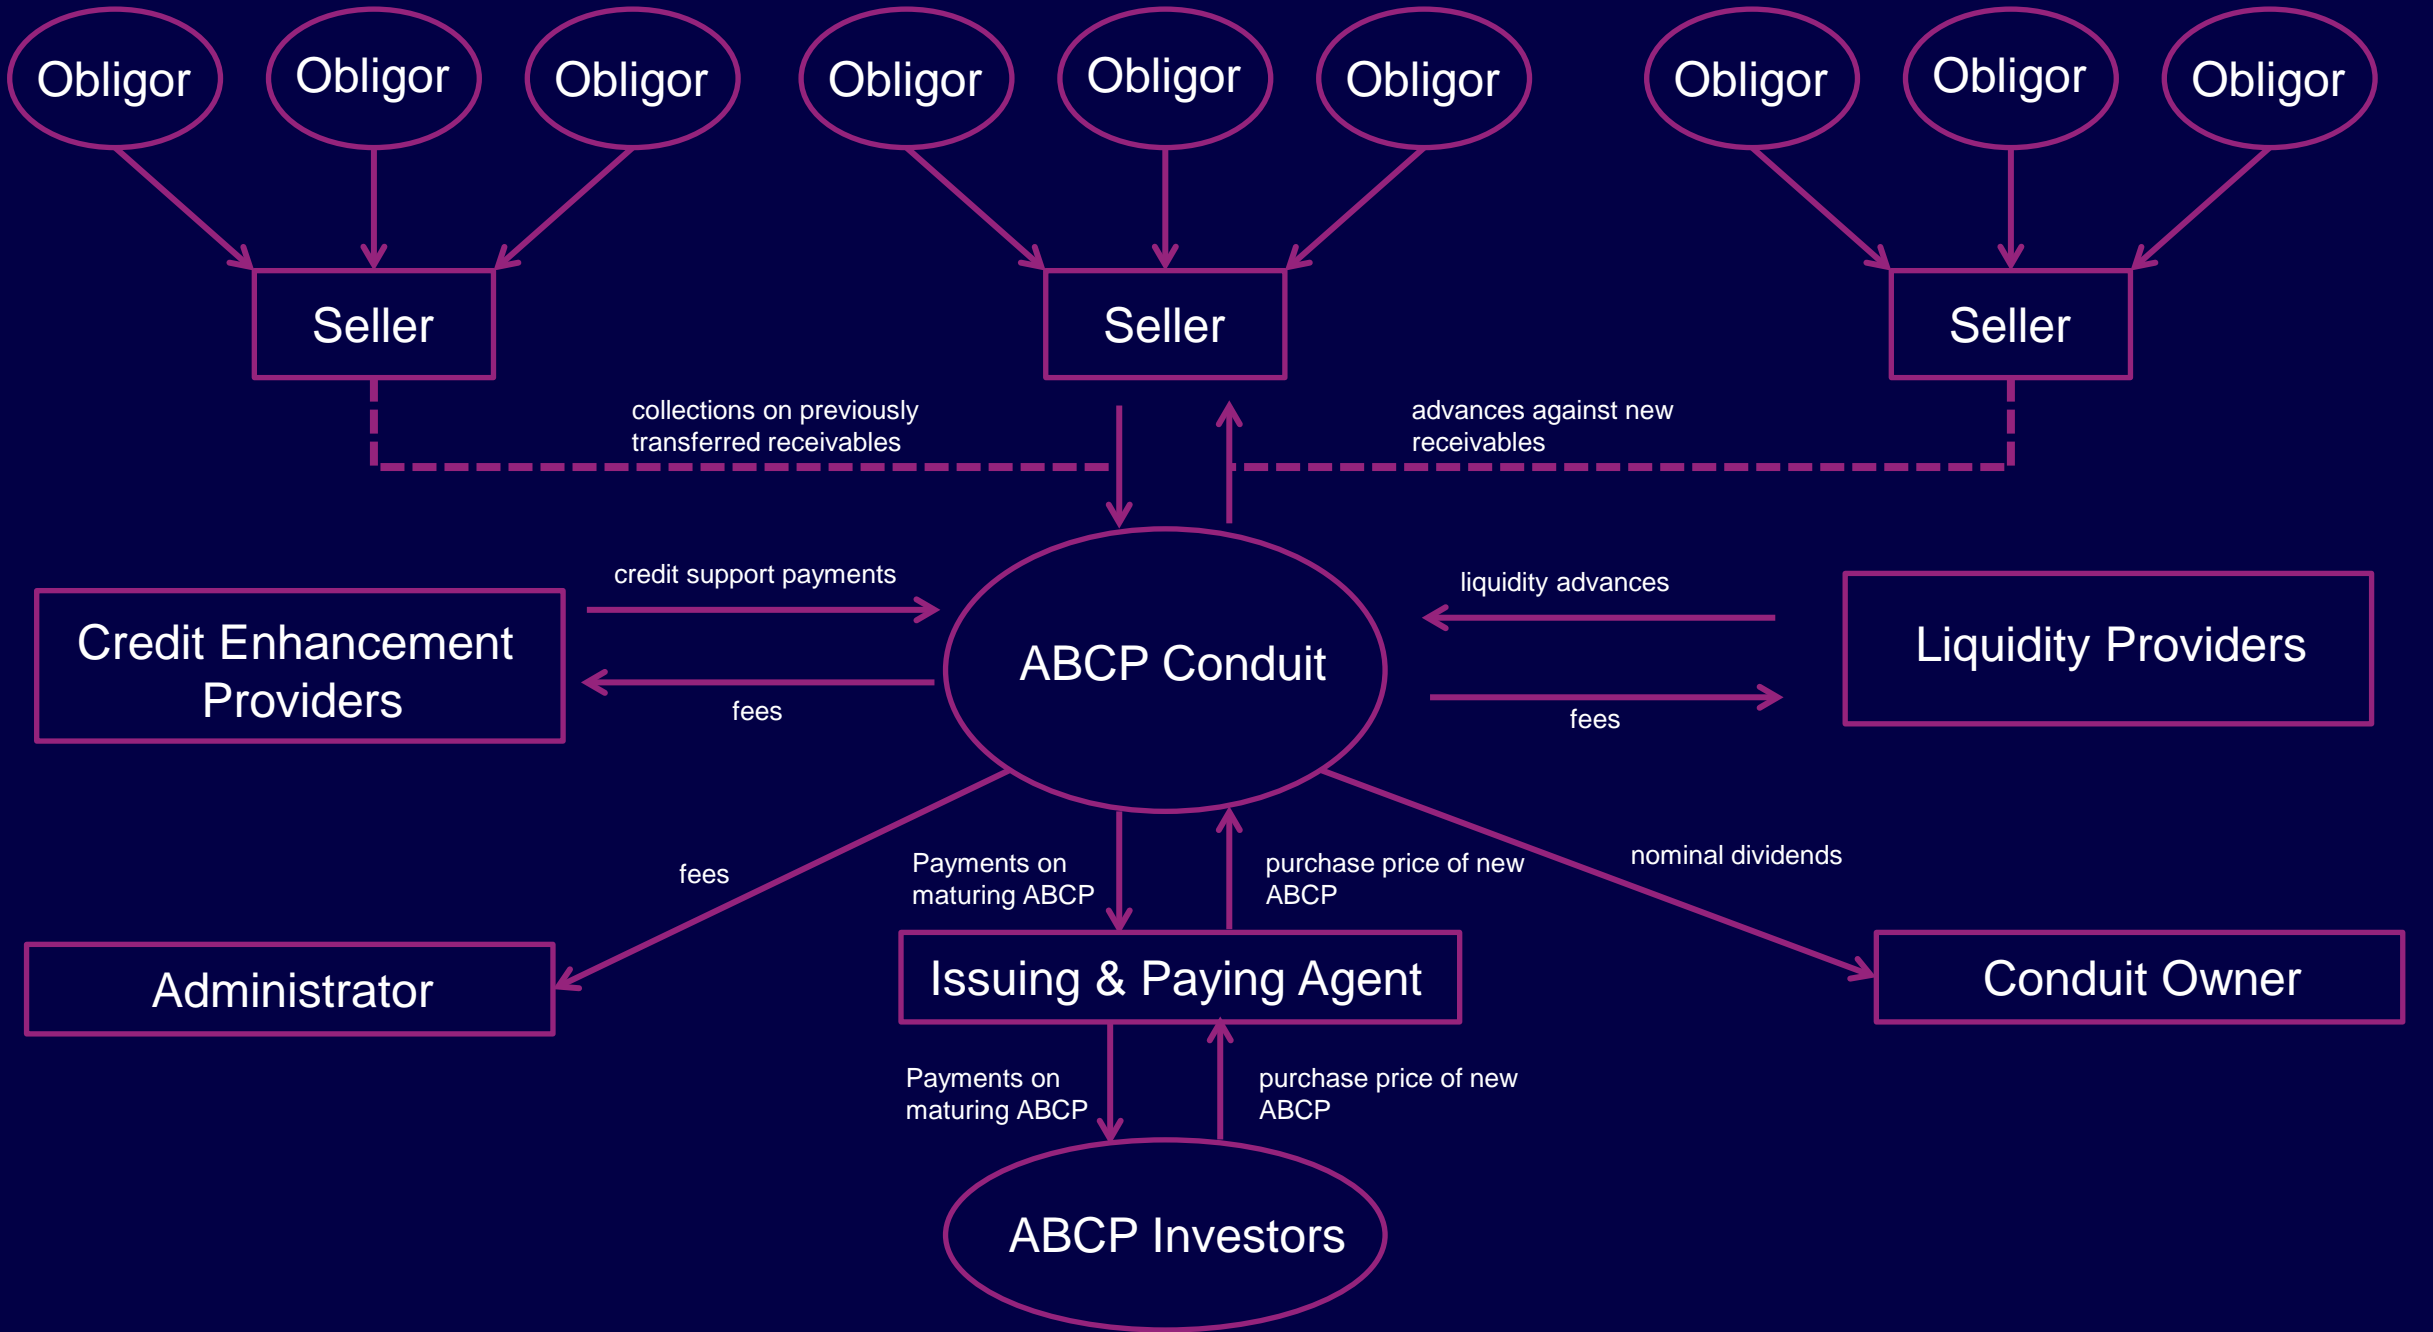 Obligor
Obligor
Obligor
Obligor
Obligor
Obligor
Obligor
Obligor
Obligor
Seller
Seller
Seller
collections on previously
transferred receivables
advances against new
receivables
credit support payments
liquidity advances
Credit Enhancement
Providers
ABCP Conduit
Liquidity Providers
fees
fees
fees
Payments on
maturing ABCP
purchase price of new
ABCP
nominal dividends
Administrator
Issuing & Paying Agent
Conduit Owner
Payments on
maturing ABCP
purchase price of new
ABCP
ABCP Investors